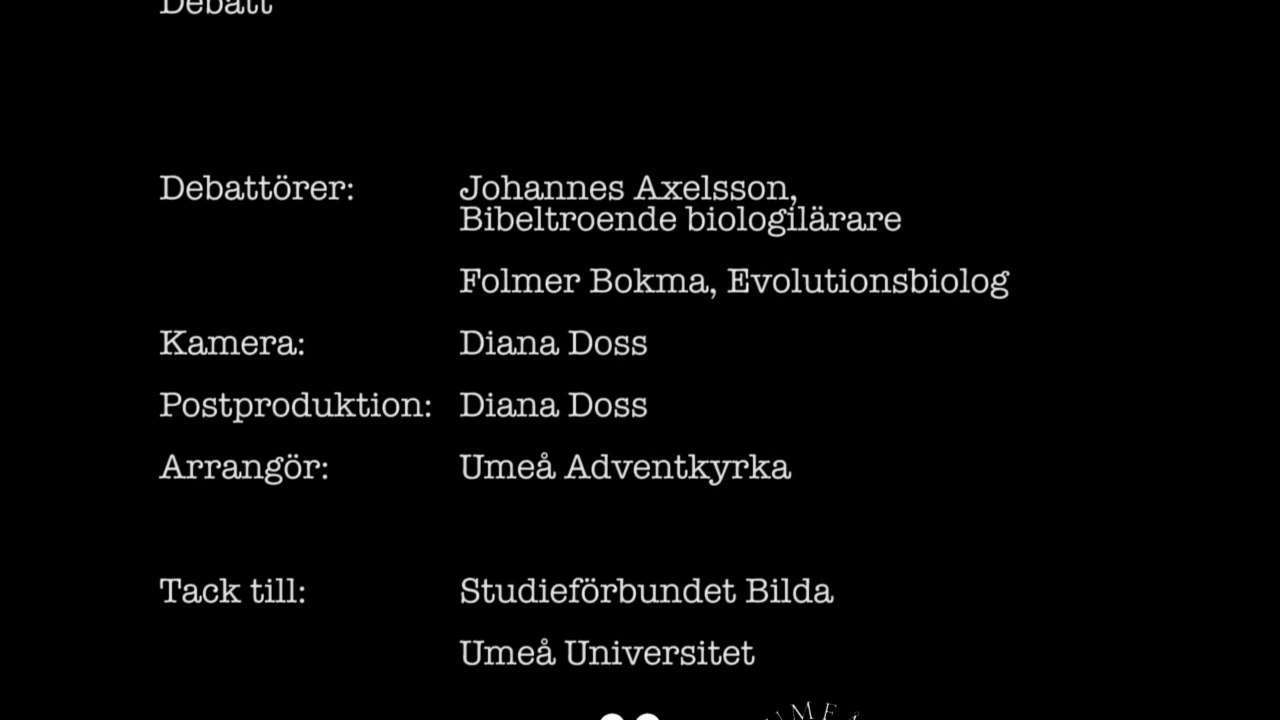 Debatt
Debattörer: Johannes Axelsson,
Bibeltroende biologilärare
Folmer Bokma, Evolutionsbiolog
Kamera: Diana Doss
Postproduktion: Diana Doss
Arrangör: Umeå Adventkyrka
Tack till: Studieförbundet Bilda
Umeå Universitet